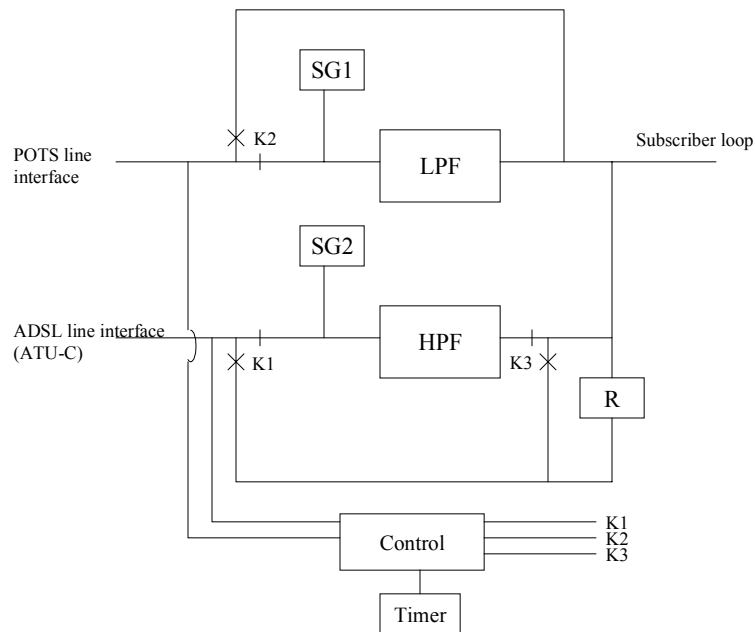 SG1
K2
POTS line
interface
Subscriber loop
LPF
SG2
ADSL line interface
(ATU-C)
HPF
K1
K3
R
Control
K1
K2
K3
Timer